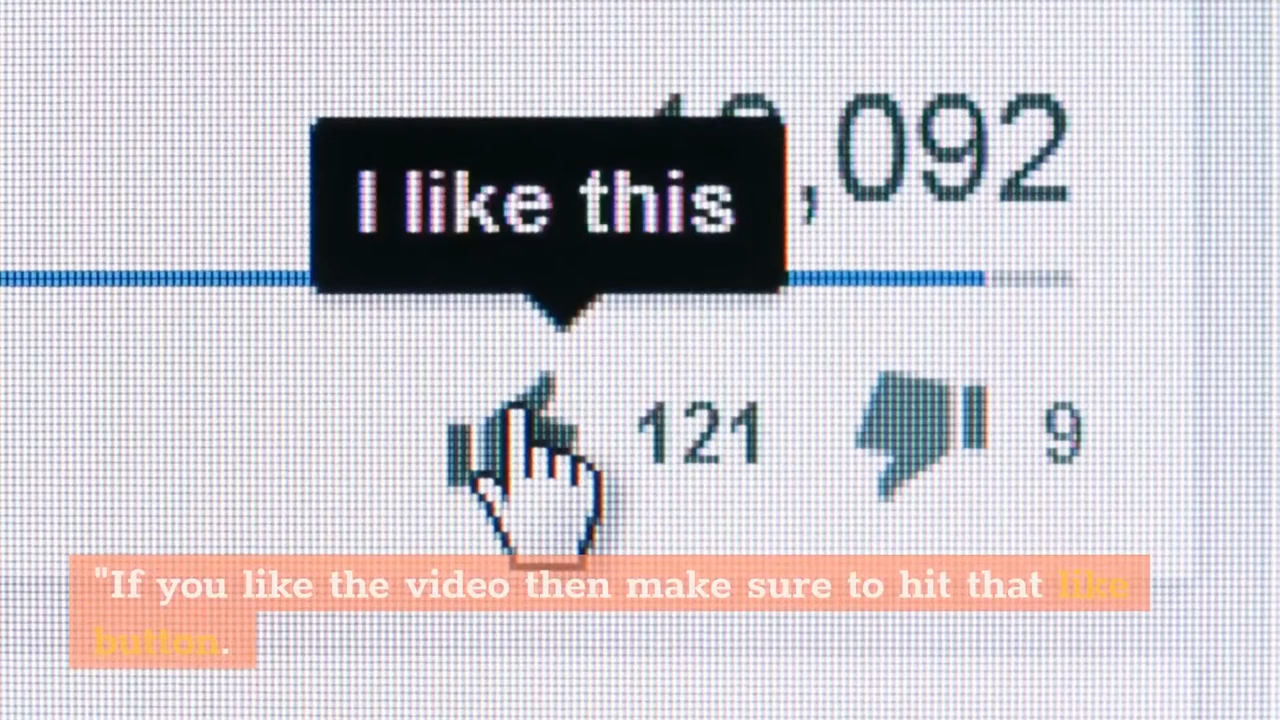 ,092
I like this
121 9
"If you like the video then make sure to hit that like
button.